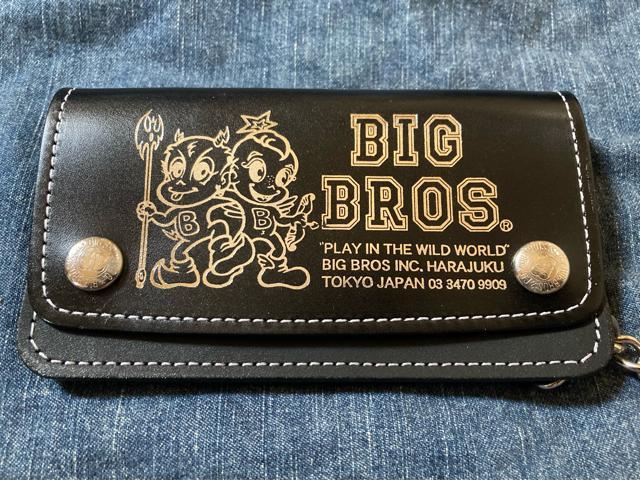 BIG
BROS®
"PLAY IN THE WILD WORLD"
BIG BROS INC. HARAJUKU
TOKYO JAPAN 03 3470 9909
B B